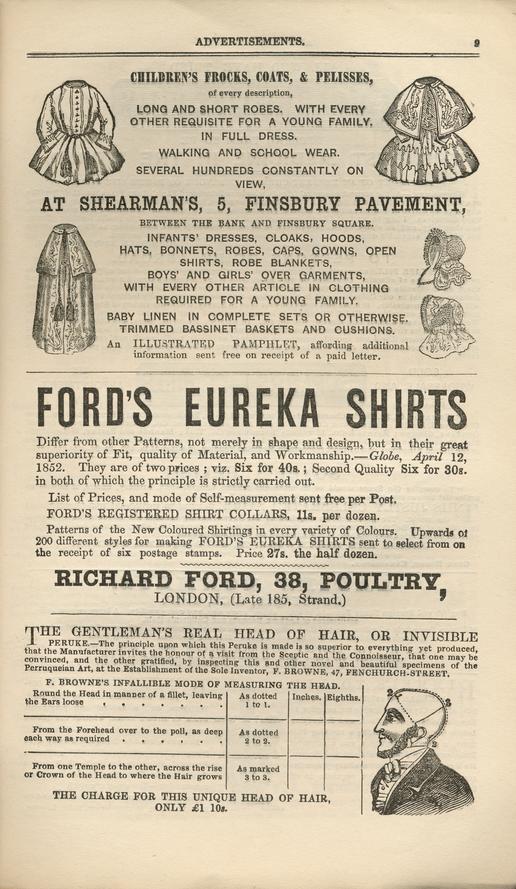 ADVERTISEMENTS. 9
CHILDREN'S FROCKS, COATS, & PELISSES,
of every description,
LONG AND SHORT ROBES. WITH EVERY
OTHER REQUISITE FOR A YOUNG FAMILY.
IN FULL DRESS.
WALKING AND SCHOOL WEAR.
SEVERAL HUNDREDS CONSTANTLY ON
VIEW,
AT SHEARMAN'S, 5, FINSBURY PAVEMENT,
BETWEEN THE BANK AND FINSBURY SQUARE.
INFANTS' DRESSES, CLOAKS, HOODS,
HATS, BONNETS, ROBES, CAPS, GOWNS, OPEN
SHIRTS, ROBE BLANKETS,
BOYS' AND GIRLS' OVER GARMENTS,
WITH EVERY OTHER ARTICLE IN CLOTHING
REQUIRED FOR A YOUNG FAMILY.
BABY LINEN IN COMPLETE SETS OR OTHERWISE.
TRIMMED BASSINET BASKETS AND CUSHIONS.
An ILLUSTRATED PAMPHLET, affording additional
information sent free on receipt of a paid letter.
FORD'S EUREKA SHIRTS
Differ from other Patterns, not merely in shape and design, but in their great
superiority of Fit, quality of Material, and Workmanship.—Globe, April 12,
1852. They are of two prices; viz. Six for 40s.; Second Quality Six for 30s.
in both of which the principle is strictly carried out.
List of Prices, and mode of Self-measurement sent free per Post.
FORD'S REGISTERED SHIRT COLLARS, 11s. per dozen.
Patterns of the New Coloured Shirtings in every variety of Colours. Upwards of
200 different styles for making FORD'S EUREKA SHIRTS sent to select from on
the receipt of six postage stamps. Price 27s. the half dozen.
RICHARD FORD, 38, POULTRY,
LONDON, (Late 185, Strand.)
THE GENTLEMAN'S REAL HEAD OF HAIR, OR INVISIBLE
PERUKE.—The principle upon which this Peruke is made is so superior to everything yet produced,
that the Manufacturer invites the honour of a visit from the Sceptic and the Connoisseur, that one may be
convinced, and the other gratified, by inspecting this and other novel and beautiful specimens of the
Perruqueian Art, at the Establishment of the Sole Inventor, F. BROWNE, 47, FENCHURCH-STREET.
F. BROWNE'S INFALLIBLE MODE OF MEASURING THE HEAD.
Round the Head in manner of a fillet, leaving
the Ears loose . . . . . .
As dotted
1 to 1.
Inches. Eighths.
From the Forehead over to the poll, as deep
each way as required . . . . .
As dotted
2 to 2.
From one Temple to the other, across the rise
or Crown of the Head to where the Hair grows
As marked
3 to 3.
THE CHARGE FOR THIS UNIQUE HEAD OF HAIR,
ONLY £1 10s.